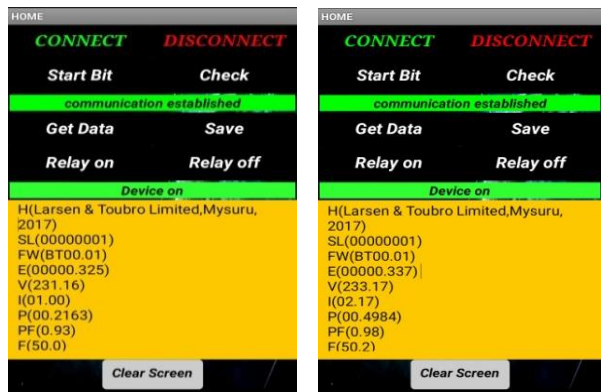 HOME
CONNECT DISCONNECT
Start Bit Check
communication established
Get Data Save
Relay on Relay off
Device on
H(Larsen & Toubro Limited,Mysuru,
2017)
SL(00000001)
FW(BT00.01)
E(00000.325)
V(231.16)
I(01.00)
P(00.2163)
PF(0.93)
F(50.0)
Clear Screen
HOME
CONNECT DISCONNECT
Start Bit Check
communication established
Get Data Save
Relay on Relay off
Device on
H(Larsen & Toubro Limited,Mysuru,
2017)
SL(00000001)
FW(BT00.01)
E(00000.337)
V(233.17)
I(02.17)
P(00.4984)
PF(0.98)
F(50.2)
Clear Screen